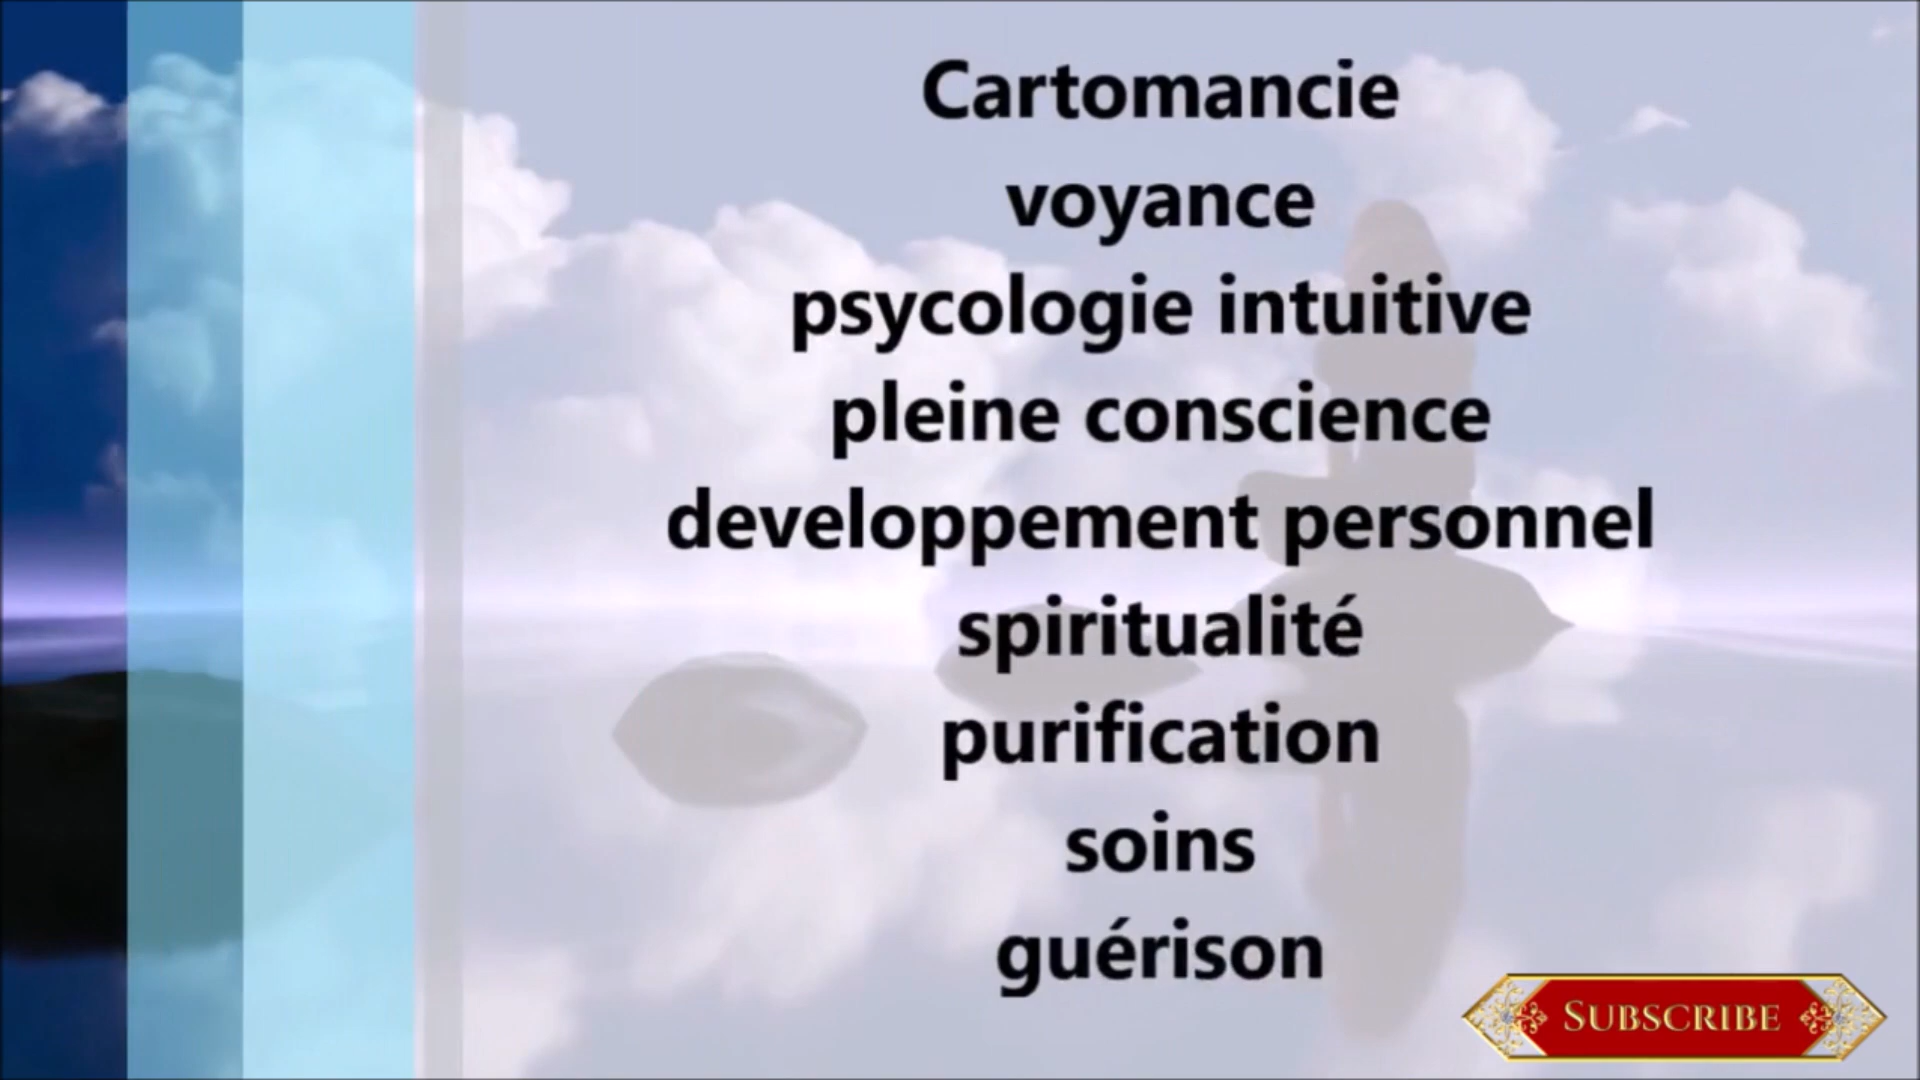 Cartomancie
voyance
psycologie intuitive
pleine conscience
developpement personnel
spiritualité
purification
soins
guérison
SUBSCRIBE